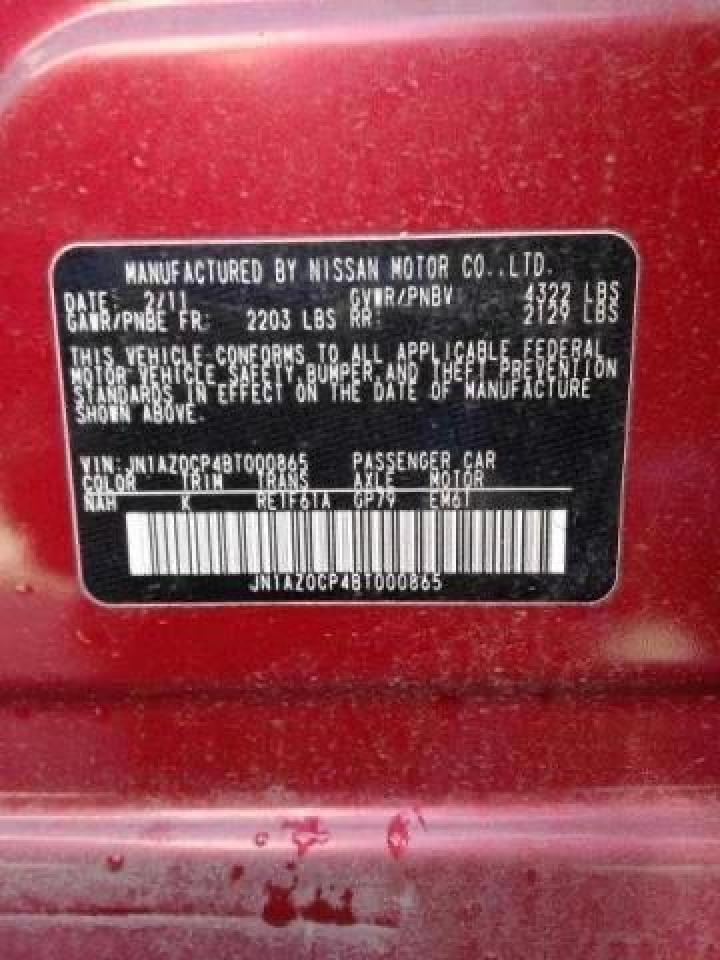 MANUFACTURED BY NISSAN MOTOR CO.,LTD.
DATE: 2/11 GVWR/PNBV 4322 LBS
GAWR/PNBE FR: 2203 LBS RR: 2129 LBS
THIS VEHICLE CONFORMS TO ALL APPLICABLE FEDERAL
MOTOR VEHICLE SAFETY,BUMPER,AND THEFT PREVENTION
STANDARDS IN EFFECT ON THE DATE OF MANUFACTURE
SHOWN ABOVE.
VIN:JN1AZ0CP4BT000865 PASSENGER CAR
COLOR TRIM TRANS AXLE MOTOR
NAH K RE1F61A GP79 EM61
JN1AZ0CP4BT000865